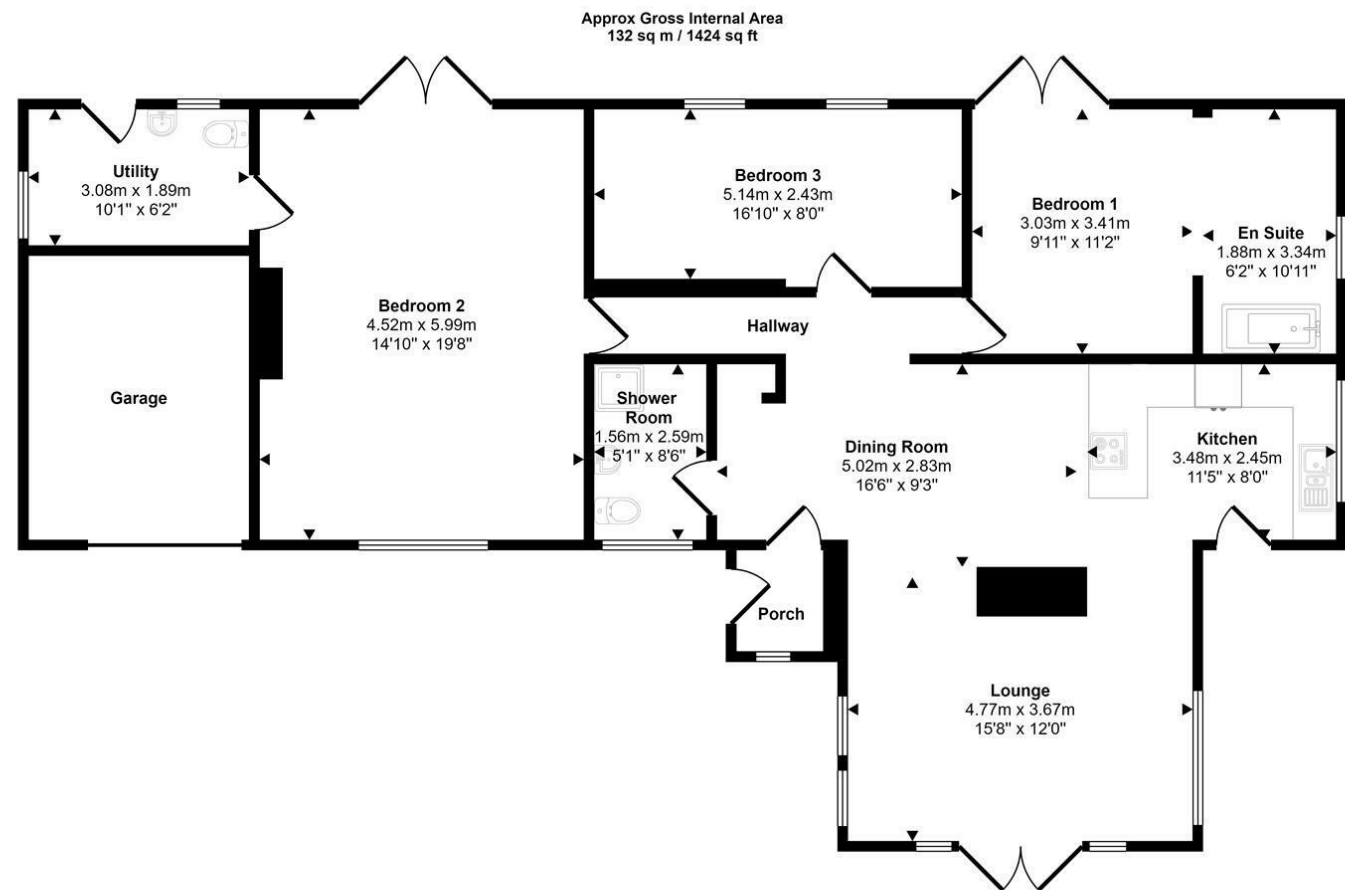 Approx Gross Internal Area
132 sq m / 1424 sq ft
Utility
3.08m x 1.89m
10'1" x 6'2"
Bedroom 2
4.52m x 5.99m
14'10" x 19'8"
Garage
Bedroom 3
5.14m x 2.43m
16'10" x 8'0"
Bedroom 1
3.03m x 3.41m
9'11" x 11'2"
En Suite
1.88m x 3.34m
6'2" x 10'11"
Hallway
Shower
Room
1.56m x 2.59m
5'1" x 8'6"
Dining Room
5.02m x 2.83m
16'6" x 9'3"
Kitchen
3.48m x 2.45m
11'5" x 8'0"
Porch
Lounge
4.77m x 3.67m
15'8" x 12'0"